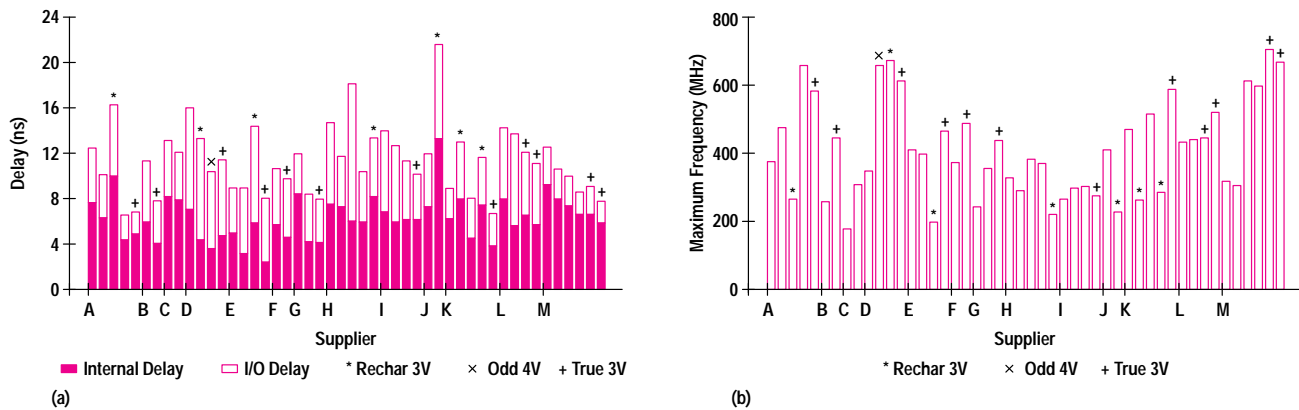 24
20
16
12
8
4
0
Delay (ns)
* * × + * + + * + * * * + + + + +
A B C D E F G H I J K L M
Supplier
Internal Delay I/O Delay * Rechar 3V × Odd 4V + True 3V
(a)
800
600
400
200
0
Maximum Frequency (MHz)
A B C D E F G H I J K L M
Supplier
* Rechar 3V × Odd 4V + True 3V
(b)